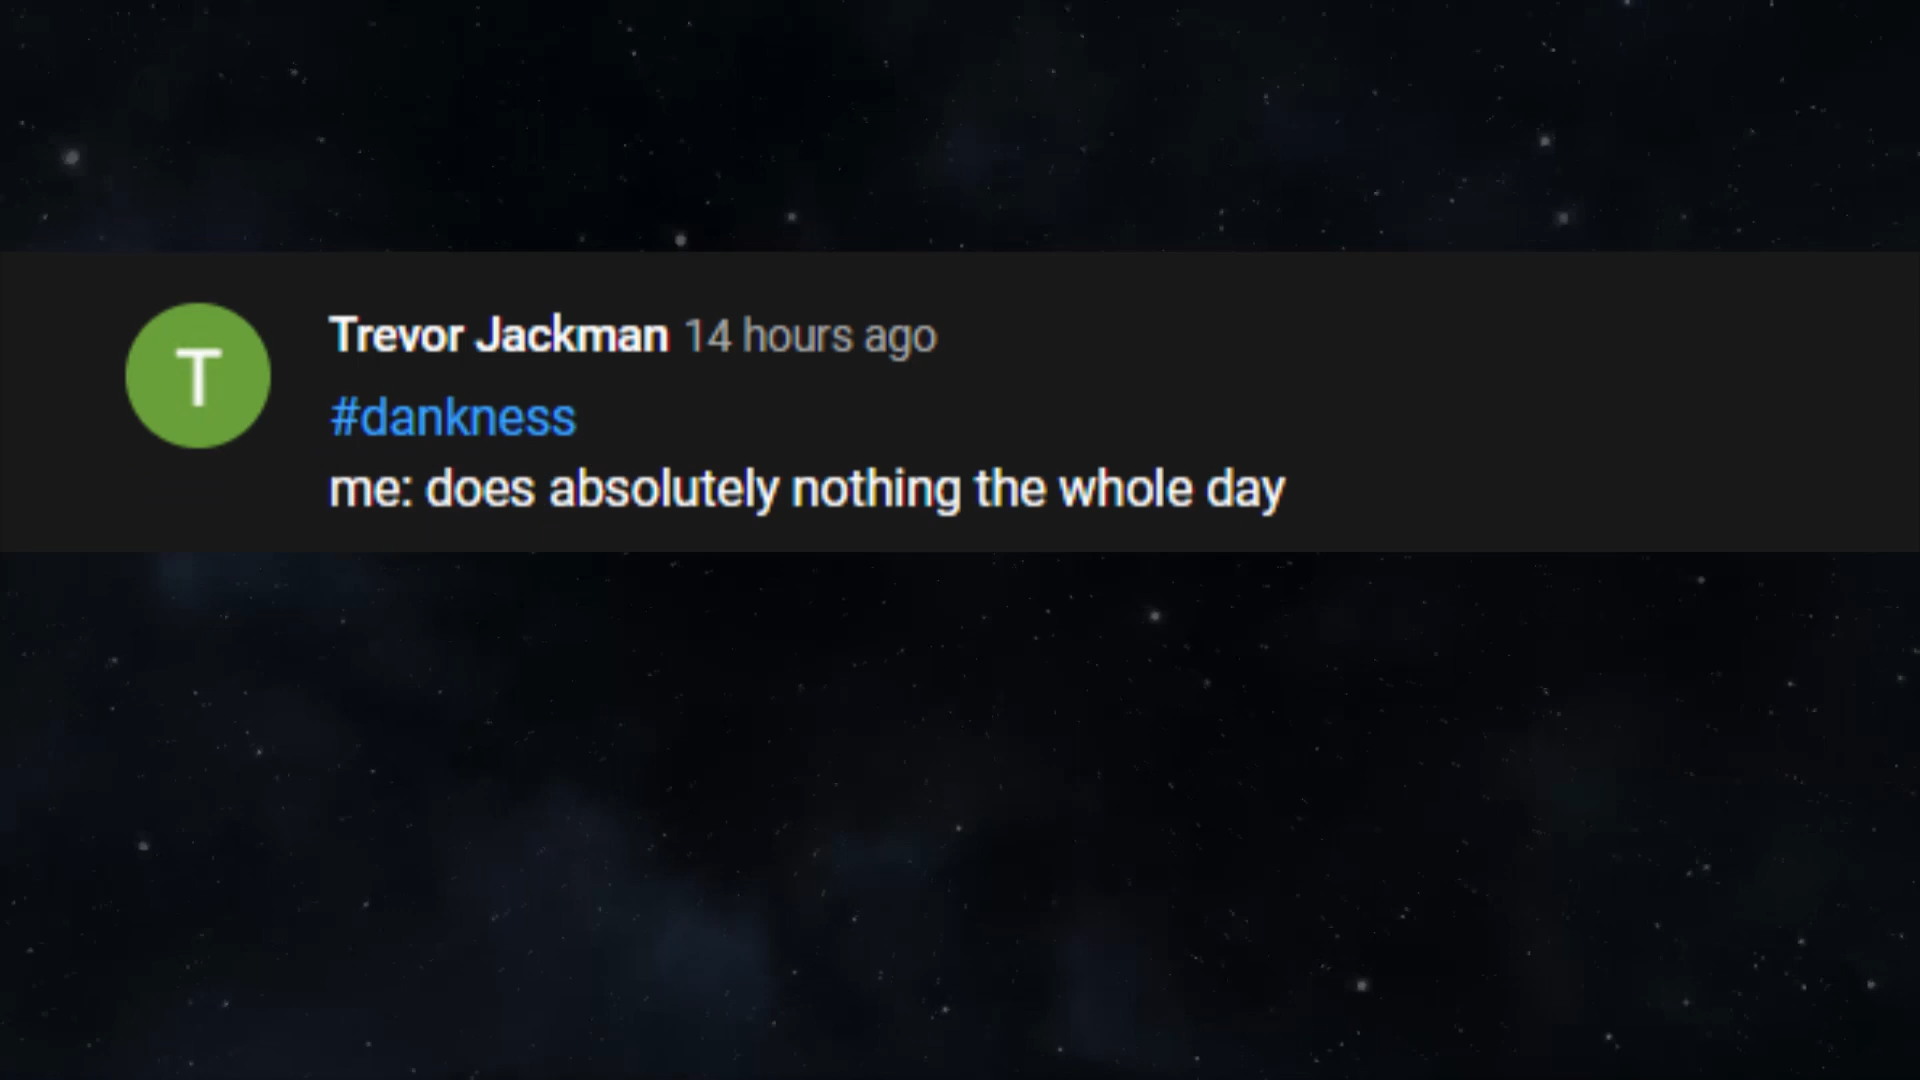 T
Trevor Jackman 14 hours ago
#dankness
me: does absolutely nothing the whole day